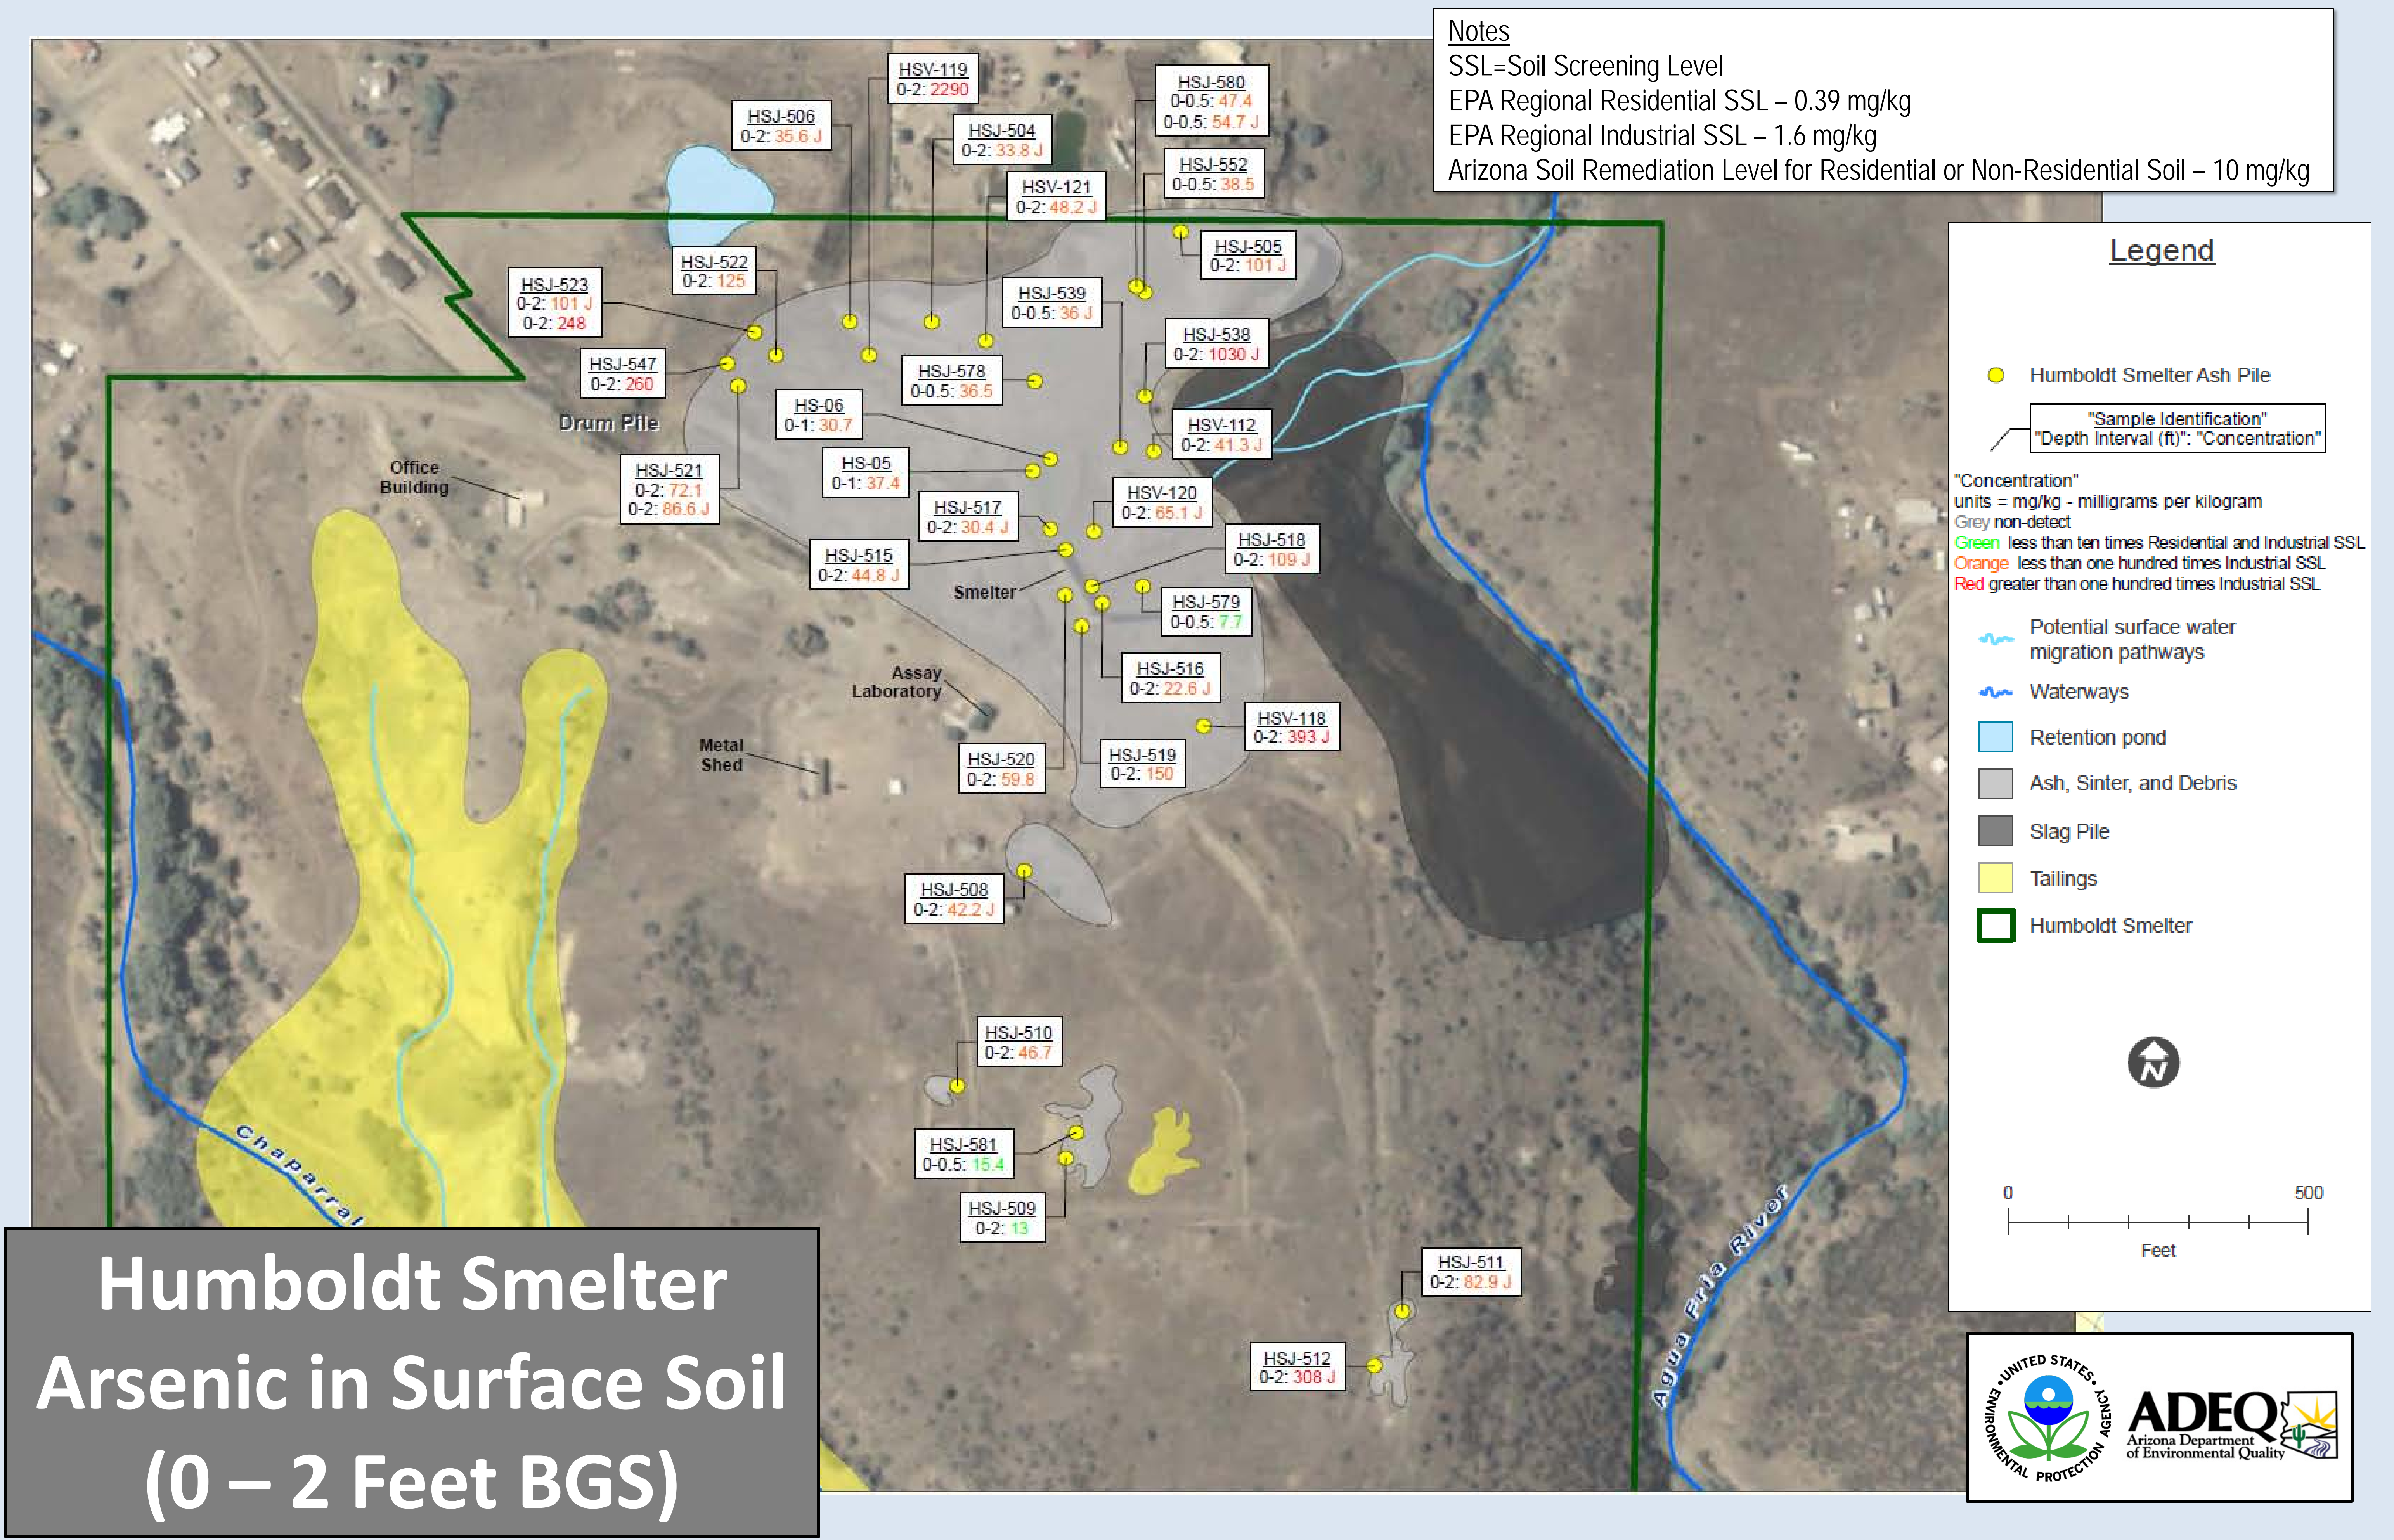 Notes
SSL=Soil Screening Level
EPA Regional Residential SSL – 0.39 mg/kg
EPA Regional Industrial SSL – 1.6 mg/kg
Arizona Soil Remediation Level for Residential or Non-Residential Soil – 10 mg/kg
HSV-119
0-2: 2290
HSJ-580
0-0.5: 47.4
0-0.5: 54.7 J
HSJ-506
0-2: 35.6 J
HSJ-504
0-2: 33.8 J
HSJ-552
0-0.5: 38.5
HSV-121
0-2: 48.2 J
HSJ-505
0-2: 101 J
HSJ-522
0-2: 125
HSJ-523
0-2: 101 J
0-2: 248
HSJ-539
0-0.5: 36 J
HSJ-538
0-2: 1030 J
HSJ-547
0-2: 260
HSJ-578
0-0.5: 36.5
HS-06
0-1: 30.7
Drum Pile
HSV-112
0-2: 41.3 J
Office
Building
HSJ-521
0-2: 72.1
0-2: 86.6 J
HS-05
0-1: 37.4
HSV-120
0-2: 65.1 J
HSJ-517
0-2: 30.4 J
HSJ-518
0-2: 109 J
HSJ-515
0-2: 44.8 J
Smelter
HSJ-579
0-0.5: 7.7
Assay
Laboratory
HSJ-516
0-2: 22.6 J
HSV-118
0-2: 393 J
Metal
Shed
HSJ-520
0-2: 59.8
HSJ-519
0-2: 150
HSJ-508
0-2: 42.2 J
HSJ-510
0-2: 46.7
HSJ-581
0-0.5: 15.4
HSJ-509
0-2: 13
HSJ-511
0-2: 82.9 J
HSJ-512
0-2: 308 J
Chaparral
Agua Fria River
Legend
Humboldt Smelter Ash Pile
"Sample Identification"
"Depth Interval (ft)": "Concentration"
"Concentration"
units = mg/kg - milligrams per kilogram
Grey non-detect
Green less than ten times Residential and Industrial SSL
Orange less than one hundred times Industrial SSL
Red greater than one hundred times Industrial SSL
Potential surface water
migration pathways
Waterways
Retention pond
Ash, Sinter, and Debris
Slag Pile
Tailings
Humboldt Smelter
N
0 500
Feet
Humboldt Smelter
Arsenic in Surface Soil
(0 – 2 Feet BGS)
UNITED STATES
ENVIRONMENTAL PROTECTION AGENCY
ADEQ
Arizona Department
of Environmental Quality